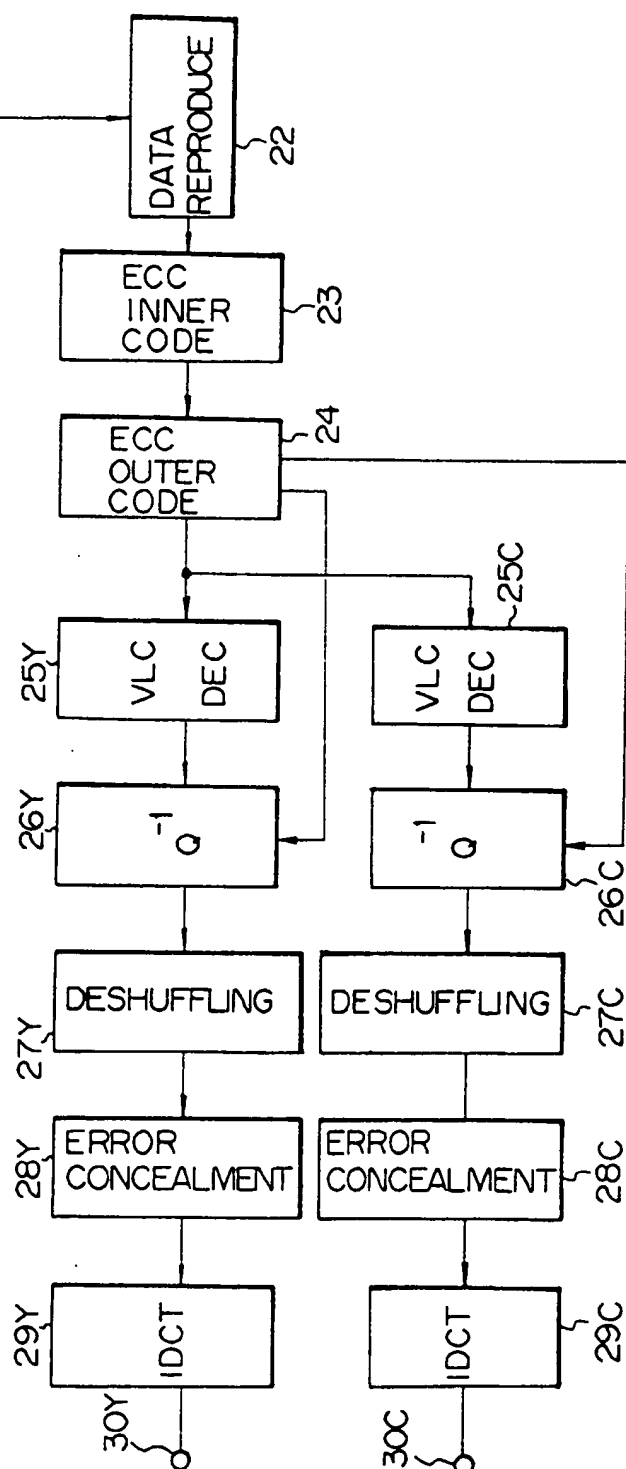 DATA
REPRODUCE
22
ECC
INNER
CODE
23
ECC
OUTER
CODE
24
25Y
VLC
DEC
25C
VLC
DEC
26Y
Q⁻¹
26C
Q⁻¹
27Y
DESHUFFLING
27C
DESHUFFLING
28Y
ERROR
CONCEALMENT
28C
ERROR
CONCEALMENT
29Y
IDCT
29C
IDCT
30Y
30C